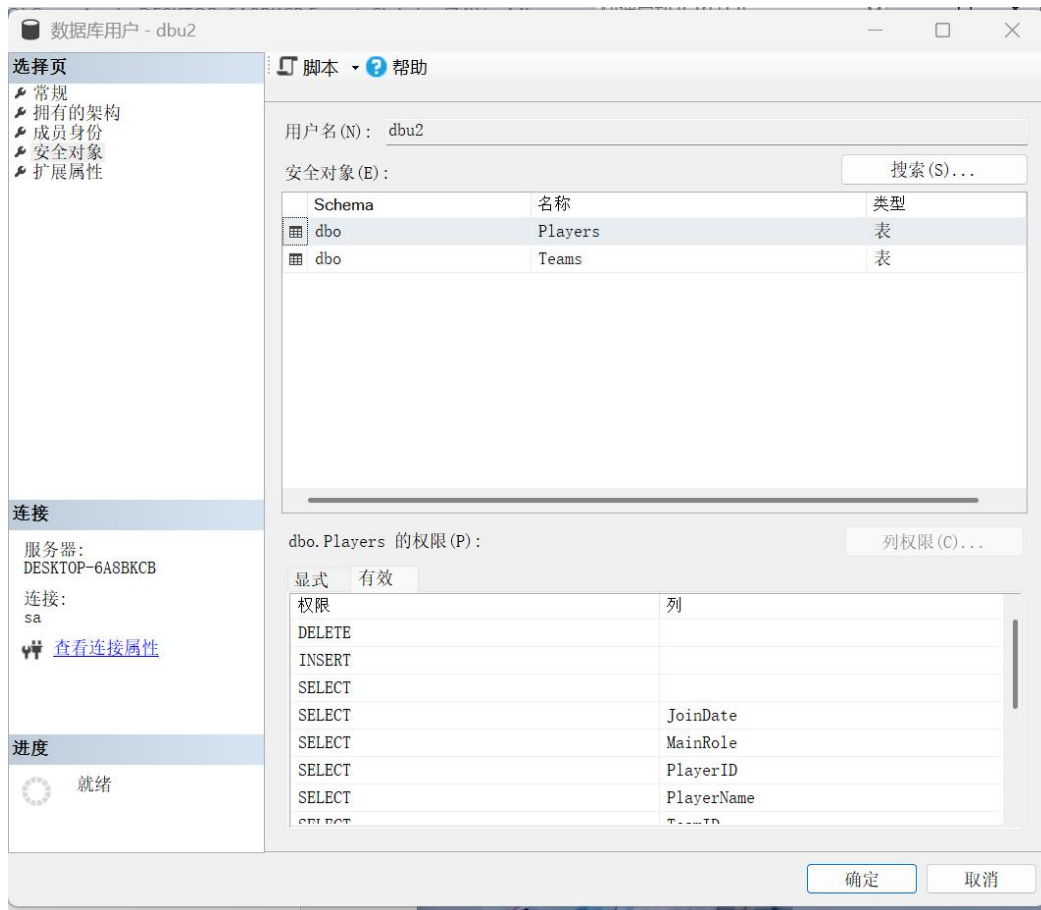 数据库用户 - dbu2
选择页
常规
拥有的架构
成员身份
安全对象
扩展属性
脚本 帮助
用户名(N): dbu2
安全对象(E):
搜索(S)...
Schema 名称 类型
dbo Players 表
dbo Teams 表
连接
服务器:
DESKTOP-6A8BKCB
连接:
sa
查看连接属性
进度
就绪
dbo.Players 的权限(P):
列权限(C)...
显式 有效
权限 列
DELETE
INSERT
SELECT
SELECT JoinDate
SELECT MainRole
SELECT PlayerID
SELECT PlayerName
SELECT TeamID
确定 取消